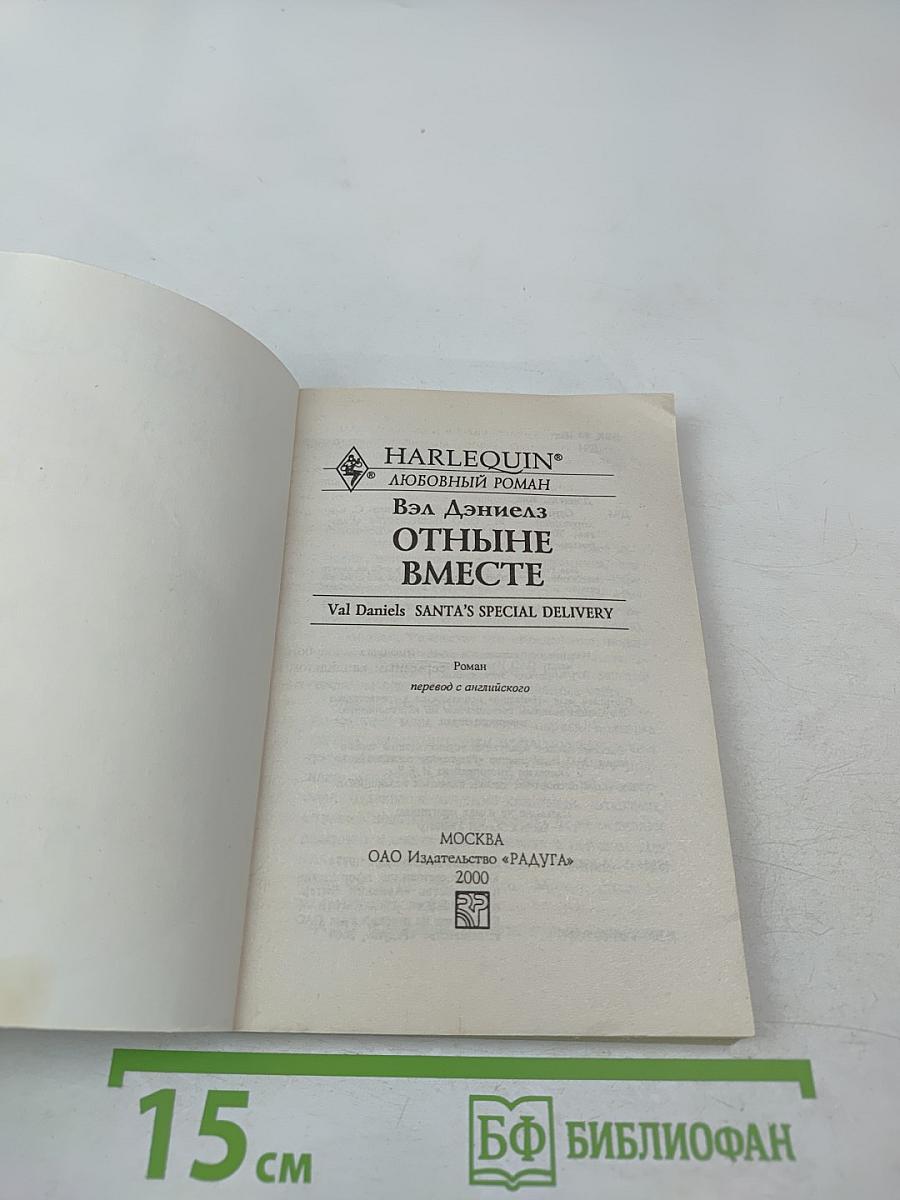 HARLEQUIN®
®
ЛЮБОВНЫЙ РОМАН
Вэл Дэниелз
ОТНЫНЕ
ВМЕСТЕ
Val Daniels SANTA'S SPECIAL DELIVERY
Роман
перевод с английского
МОСКВА
ОАО Издательство «РАДУГА»
2000
15 см
БФ БИБЛИОФАН